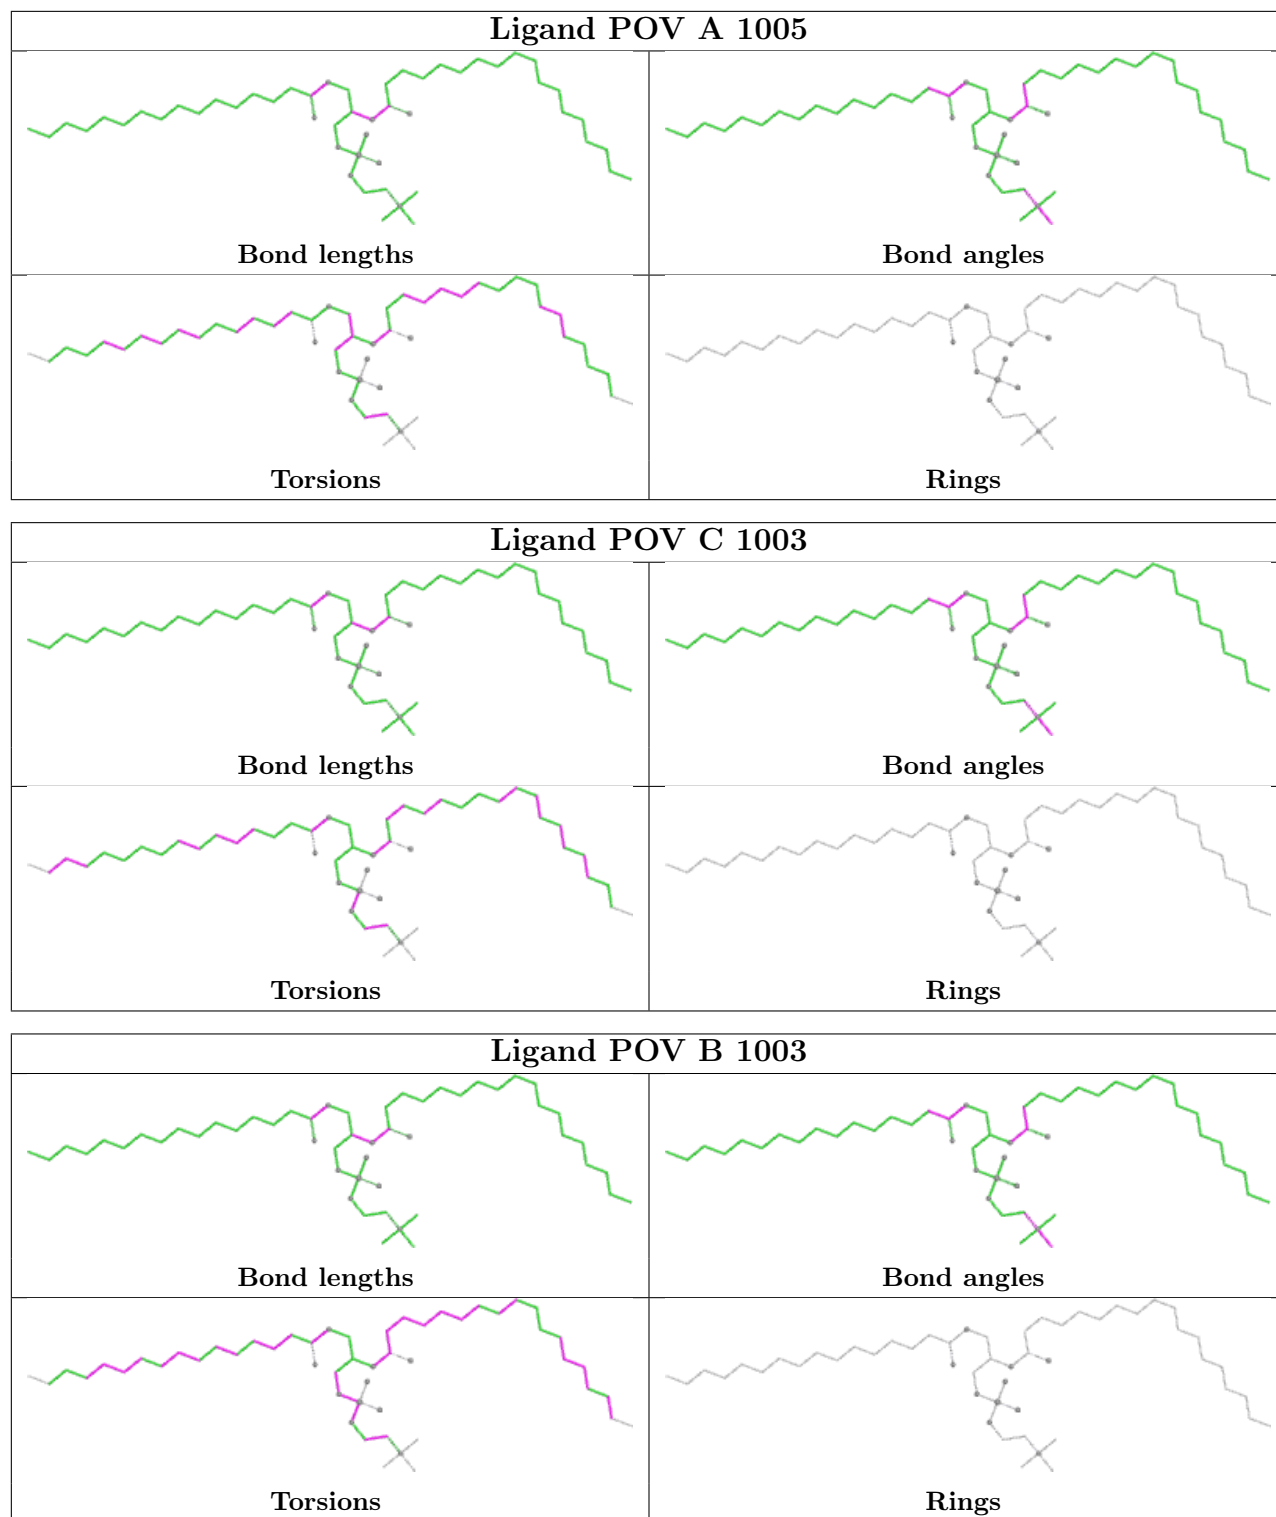 Ligand POV A 1005
Bond lengths
Bond angles
Torsions
Rings
Ligand POV C 1003
Bond lengths
Bond angles
Torsions
Rings
Ligand POV B 1003
Bond lengths
Bond angles
Torsions
Rings